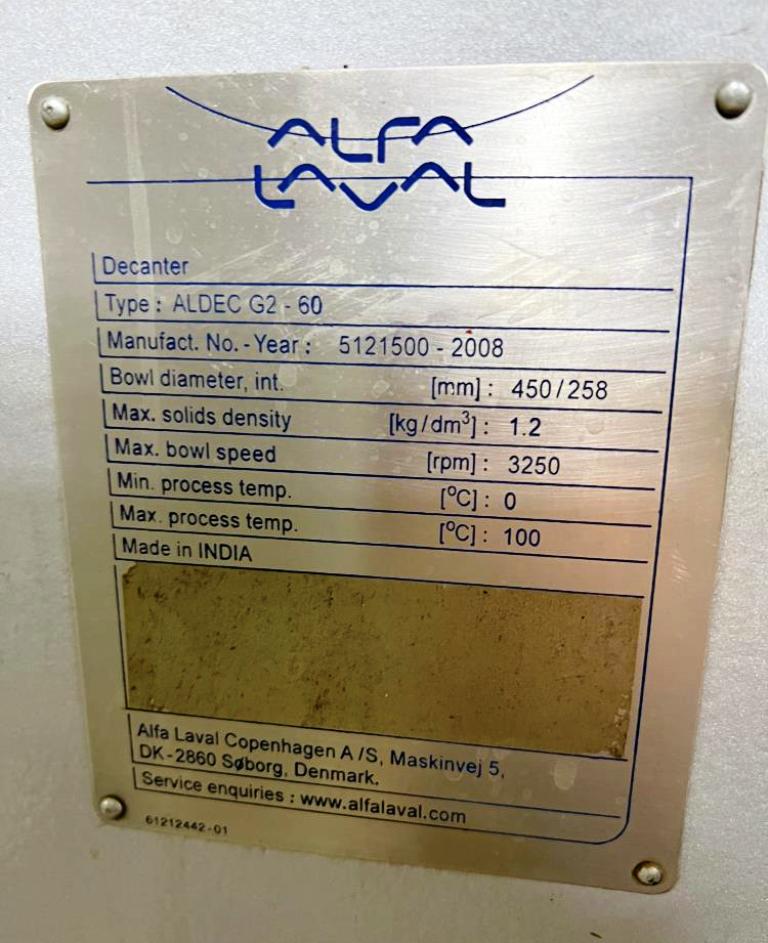 ALFA
LAVAL
Decanter
Type : ALDEC G2 - 60
Manufact. No. - Year : 5121500 - 2008
Bowl diameter, int. [mm] : 450/258
Max. solids density [kg/dm³] : 1.2
Max. bowl speed [rpm] : 3250
Min. process temp. [°C] : 0
Max. process temp. [°C] : 100
Made in INDIA
Alfa Laval Copenhagen A/S, Maskinvej 5,
DK-2860 Søborg, Denmark.
Service enquiries : www.alfalaval.com
61212442-01